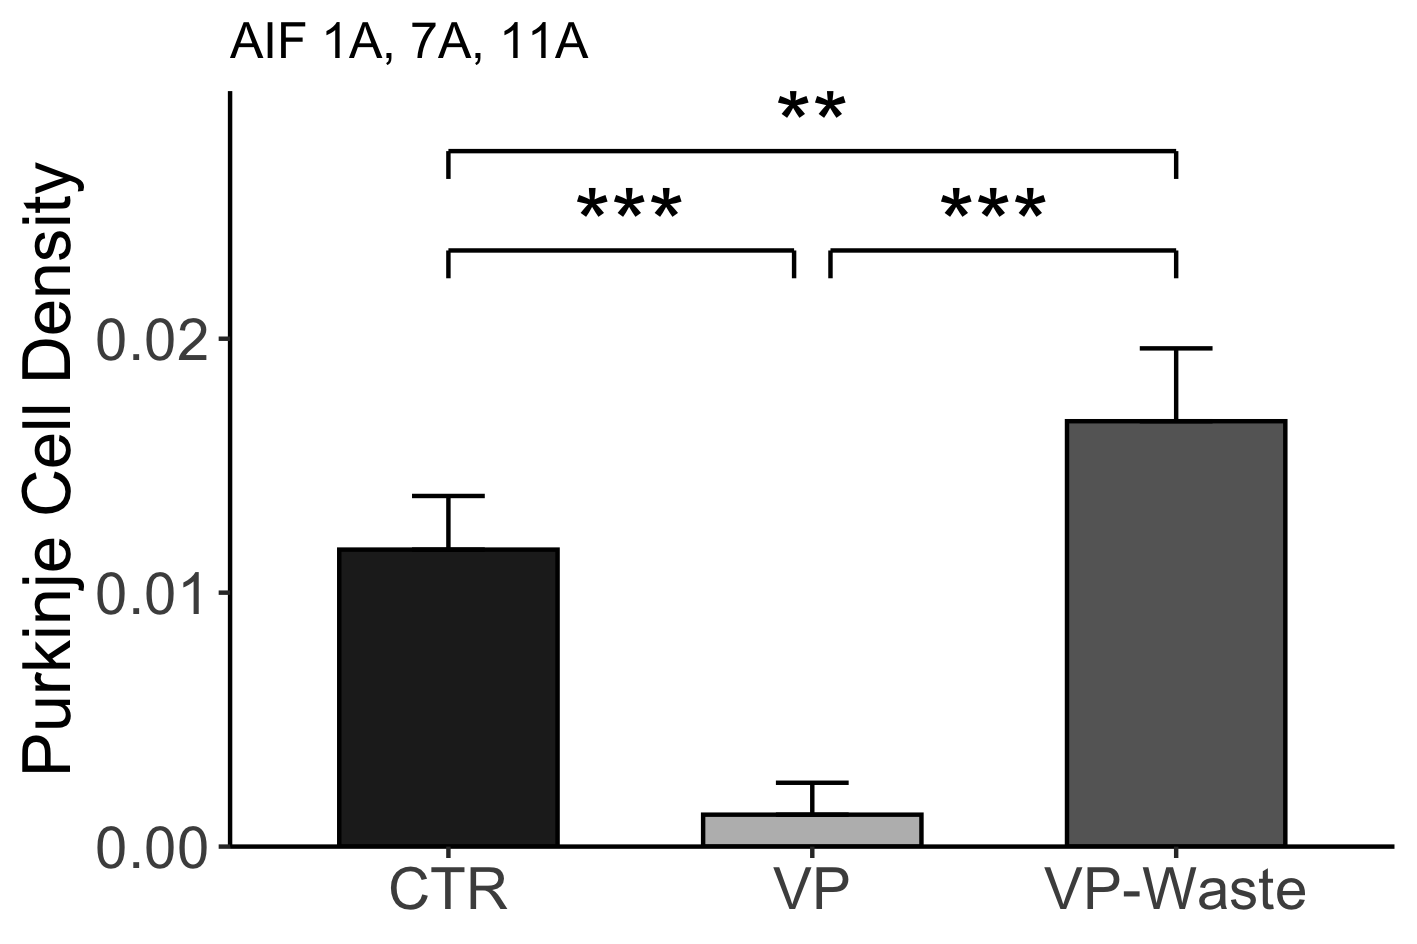 AIF 1A, 7A, 11A
**
***
***
Purkinje Cell Density
0.02
0.01
0.00
CTR
VP
VP-Waste